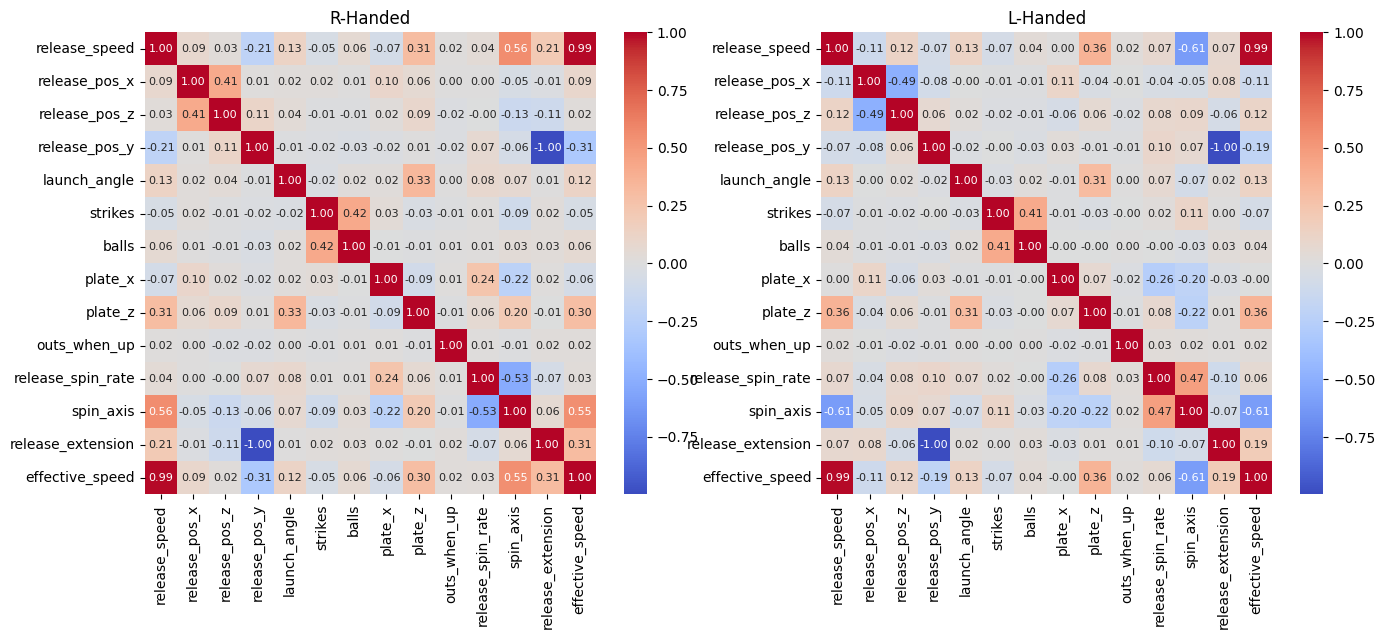 R-Handed
release_speed 1.00 0.09 0.03 -0.21 0.13 -0.05 0.06 -0.07 0.31 0.02 0.04 0.56 0.21 0.99
release_pos_x 0.09 1.00 0.41 0.01 0.02 0.02 0.01 0.10 0.06 0.00 0.00 -0.05 -0.01 0.09
release_pos_z 0.03 0.41 1.00 0.11 0.04 -0.01 -0.01 0.02 0.09 -0.02 -0.00 -0.13 -0.11 0.02
release_pos_y -0.21 0.01 0.11 1.00 -0.01 -0.02 -0.03 -0.02 0.01 -0.02 0.07 -0.06 -1.00 -0.31
launch_angle 0.13 0.02 0.04 -0.01 1.00 -0.02 0.02 0.02 0.33 0.00 0.08 0.07 0.01 0.12
strikes -0.05 0.02 -0.01 -0.02 -0.02 1.00 0.42 0.03 -0.03 -0.01 0.01 -0.09 0.02 -0.05
balls 0.06 0.01 -0.01 -0.03 0.02 0.42 1.00 -0.01 -0.01 0.01 0.01 0.03 0.03 0.06
plate_x -0.07 0.10 0.02 -0.02 0.02 0.03 -0.01 1.00 -0.09 0.01 0.24 -0.22 0.02 -0.06
plate_z 0.31 0.06 0.09 0.01 0.33 -0.03 -0.01 -0.09 1.00 -0.01 0.06 0.20 -0.01 0.30
outs_when_up 0.02 0.00 -0.02 -0.02 0.00 -0.01 0.01 0.01 -0.01 1.00 0.01 -0.01 0.02 0.02
release_spin_rate 0.04 0.00 -0.00 0.07 0.08 0.01 0.01 0.24 0.06 0.01 1.00 -0.53 -0.07 0.03
spin_axis 0.56 -0.05 -0.13 -0.06 0.07 -0.09 0.03 -0.22 0.20 -0.01 -0.53 1.00 0.06 0.55
release_extension 0.21 -0.01 -0.11 -1.00 0.01 0.02 0.03 0.02 -0.01 0.02 -0.07 0.06 1.00 0.31
effective_speed 0.99 0.09 0.02 -0.31 0.12 -0.05 0.06 -0.06 0.30 0.02 0.03 0.55 0.31 1.00
release_speed release_pos_x release_pos_z release_pos_y launch_angle strikes balls plate_x plate_z outs_when_up release_spin_rate spin_axis release_extension effective_speed
1.00
0.75
0.50
0.25
0.00
−0.25
−0.50
−0.75
L-Handed
release_speed 1.00 -0.11 0.12 -0.07 0.13 -0.07 0.04 0.00 0.36 0.02 0.07 -0.61 0.07 0.99
release_pos_x -0.11 1.00 -0.49 -0.08 -0.00 -0.01 -0.01 0.11 -0.04 -0.01 -0.04 -0.05 0.08 -0.11
release_pos_z 0.12 -0.49 1.00 0.06 0.02 -0.02 -0.01 -0.06 0.06 -0.02 0.08 0.09 -0.06 0.12
release_pos_y -0.07 -0.08 0.06 1.00 -0.02 -0.00 -0.03 0.03 -0.01 -0.01 0.10 0.07 -1.00 -0.19
launch_angle 0.13 -0.00 0.02 -0.02 1.00 -0.03 0.02 -0.01 0.31 0.00 0.07 -0.07 0.02 0.13
strikes -0.07 -0.01 -0.02 -0.00 -0.03 1.00 0.41 -0.01 -0.03 -0.00 0.02 0.11 0.00 -0.07
balls 0.04 -0.01 -0.01 -0.03 0.02 0.41 1.00 -0.00 -0.00 0.00 -0.00 -0.03 0.03 0.04
plate_x 0.00 0.11 -0.06 0.03 -0.01 -0.01 -0.00 1.00 0.07 -0.02 -0.26 -0.20 -0.03 -0.00
plate_z 0.36 -0.04 0.06 -0.01 0.31 -0.03 -0.00 0.07 1.00 -0.01 0.08 -0.22 0.01 0.36
outs_when_up 0.02 -0.01 -0.02 -0.01 0.00 -0.00 0.00 -0.02 -0.01 1.00 0.03 0.02 0.01 0.02
release_spin_rate 0.07 -0.04 0.08 0.10 0.07 0.02 -0.00 -0.26 0.08 0.03 1.00 0.47 -0.10 0.06
spin_axis -0.61 -0.05 0.09 0.07 -0.07 0.11 -0.03 -0.20 -0.22 0.02 0.47 1.00 -0.07 -0.61
release_extension 0.07 0.08 -0.06 -1.00 0.02 0.00 0.03 -0.03 0.01 0.01 -0.10 -0.07 1.00 0.19
effective_speed 0.99 -0.11 0.12 -0.19 0.13 -0.07 0.04 -0.00 0.36 0.02 0.06 -0.61 0.19 1.00
release_speed release_pos_x release_pos_z release_pos_y launch_angle strikes balls plate_x plate_z outs_when_up release_spin_rate spin_axis release_extension effective_speed
1.00
0.75
0.50
0.25
0.00
−0.25
−0.50
−0.75